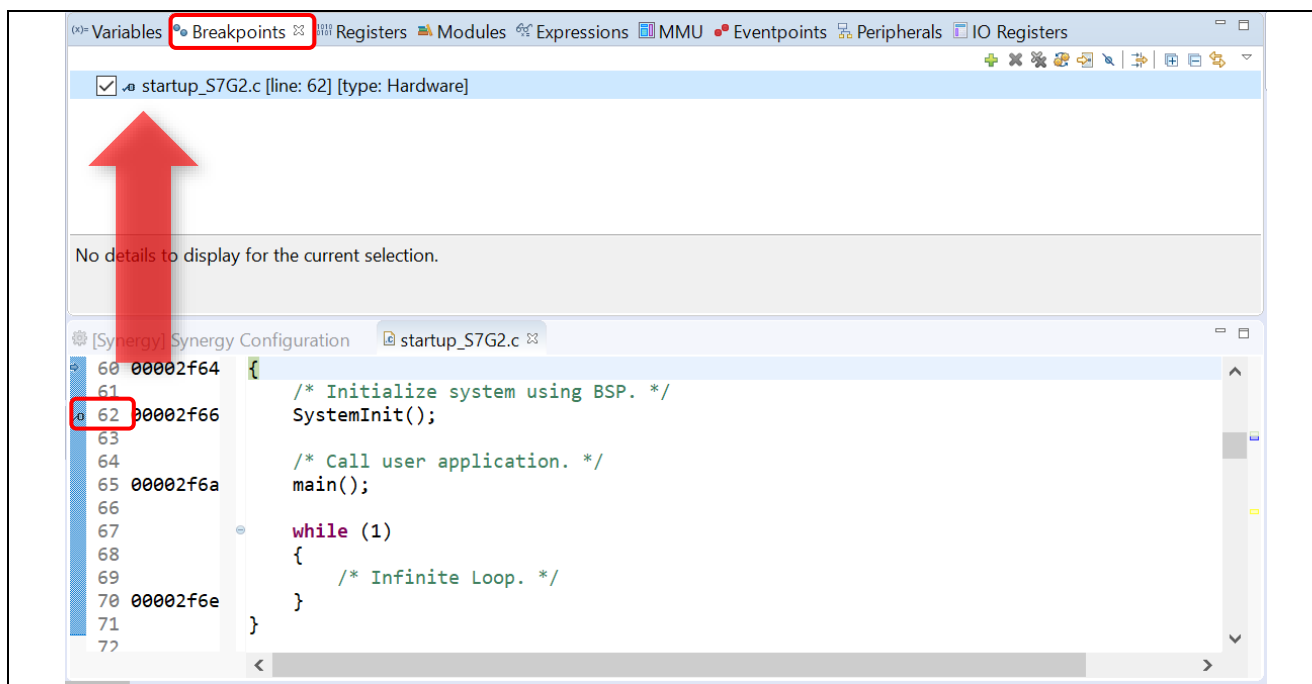 (x)= Variables Breakpoints Registers Modules Expressions MMU Eventpoints Peripherals IO Registers
startup_S7G2.c [line: 62] [type: Hardware]
No details to display for the current selection.
[Synergy] Synergy Configuration startup_S7G2.c
60 00002f64 {
61 /* Initialize system using BSP. */
62 00002f66 SystemInit();
63
64 /* Call user application. */
65 00002f6a main();
66
67 while (1)
68 {
69 /* Infinite Loop. */
70 00002f6e }
71 }
72